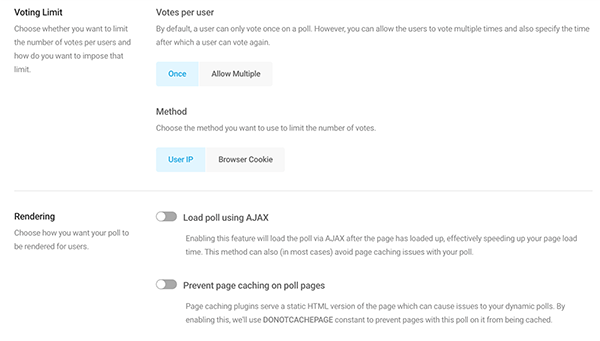 Voting Limit
Choose whether you want to limit
the number of votes per users and
how do you want to impose that
limit.
Votes per user
By default, a user can only vote once on a poll. However, you can allow the users to vote multiple times and also specify the time
after which a user can vote again.
Once
Allow Multiple
Method
Choose the method you want to use to limit the number of votes.
User IP
Browser Cookie
Rendering
Choose how you want your poll to
be rendered for users.
Load poll using AJAX
Enabling this feature will load the poll via AJAX after the page has loaded up, effectively speeding up your page load
time. This method can also (in most cases) avoid page caching issues with your poll.
Prevent page caching on poll pages
Page caching plugins serve a static HTML version of the page which can cause issues to your dynamic polls. By
enabling this, we'll use DONOTCACHEPAGE constant to prevent pages with this poll on it from being cached.